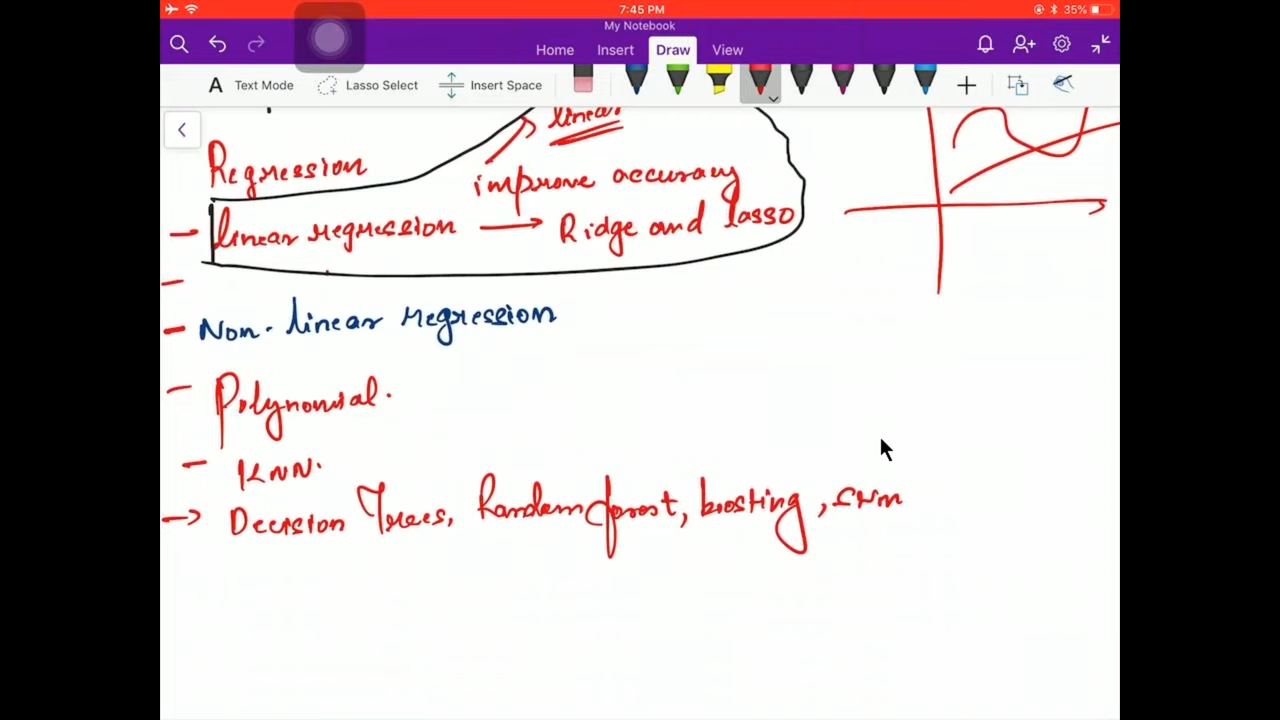 7:45 PM
35%
My Notebook
Home Insert Draw View
A Text Mode Lasso Select Insert Space
linear
Regression
improve accuracy
- linear regression → Ridge and lasso
-
- Non-linear regression
- Polynomial.
- KNN.
→ Decision Trees, Random forest, boosting, SVM